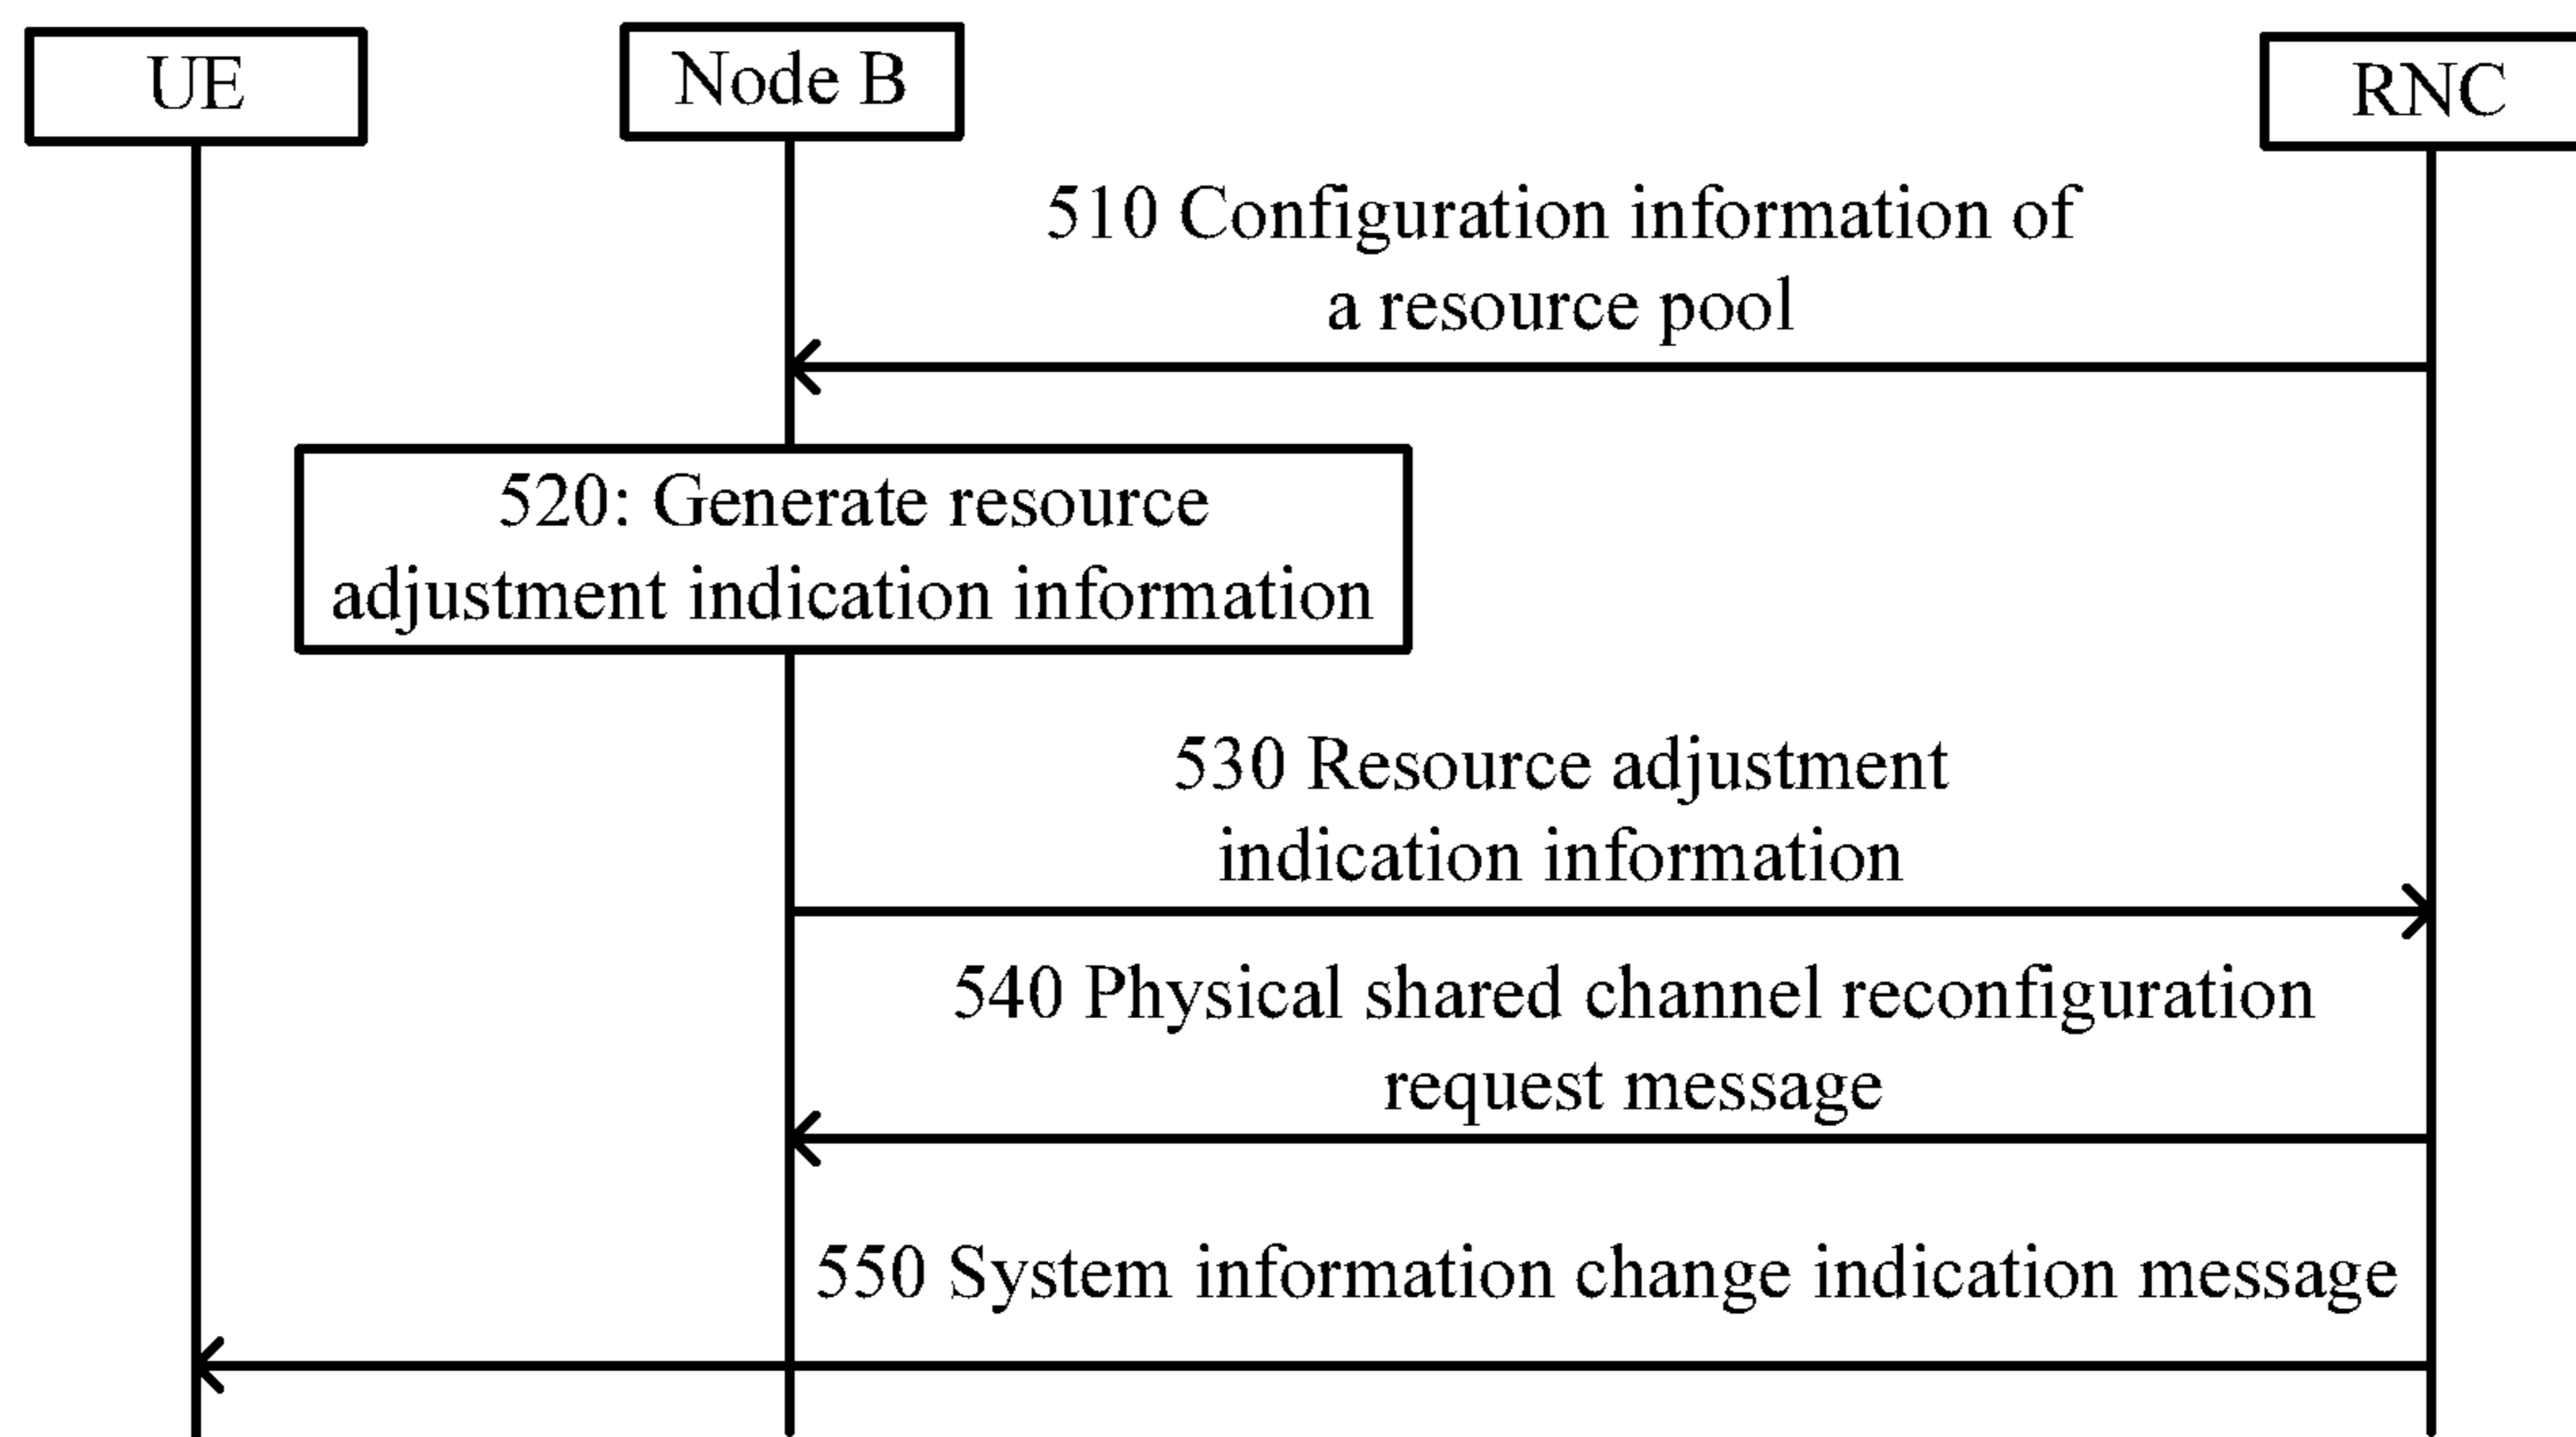 UE
Node B
RNC
510 Configuration information of
a resource pool
520: Generate resource
adjustment indication information
530 Resource adjustment
indication information
540 Physical shared channel reconfiguration
request message
550 System information change indication message